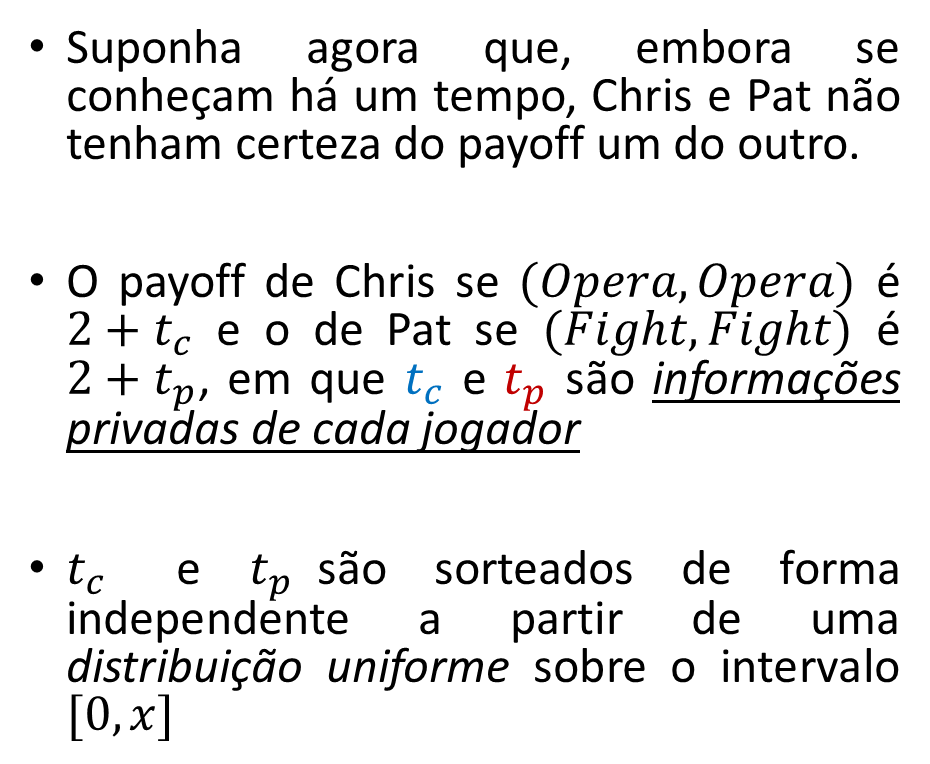 • Suponha agora que, embora se
conheçam há um tempo, Chris e Pat não
tenham certeza do payoff um do outro.
• O payoff de Chris se (Opera, Opera) é
2 + t_c e o de Pat se (Fight, Fight) é
2 + t_p, em que t_c e t_p são informações
privadas de cada jogador
• t_c e t_p são sorteados de forma
independente a partir de uma
distribuição uniforme sobre o intervalo
[0, x]